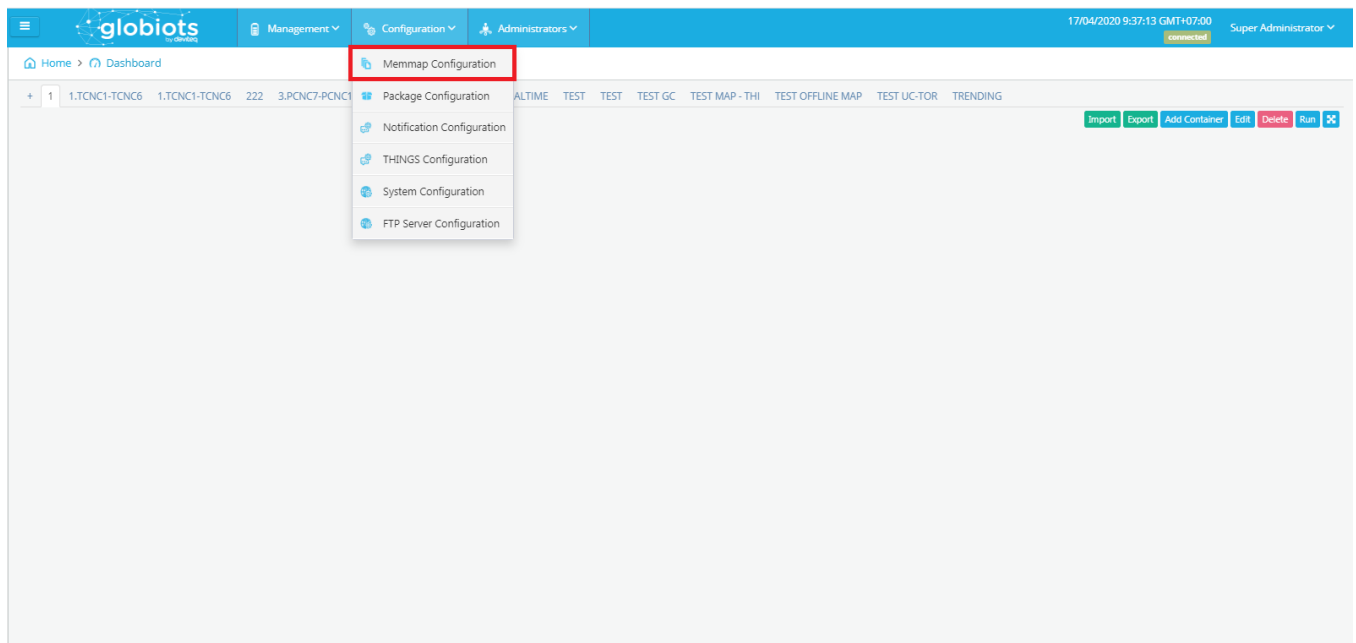 17/04/2020 9:37:13 GMT+07:00
globiots Management Configuration Administrators Super Administrator
by deviteq connected
Home > Dashboard
Memmap Configuration
+ 1 1.TCNC1-TCNC6 1.TCNC1-TCNC6 222 3.PCNC7-PCNC1 ALTIME TEST TEST TEST GC TEST MAP - THI TEST OFFLINE MAP TEST UC-TOR TRENDING
Package Configuration
Import Export Add Container Edit Delete Run
Notification Configuration
THINGS Configuration
System Configuration
FTP Server Configuration